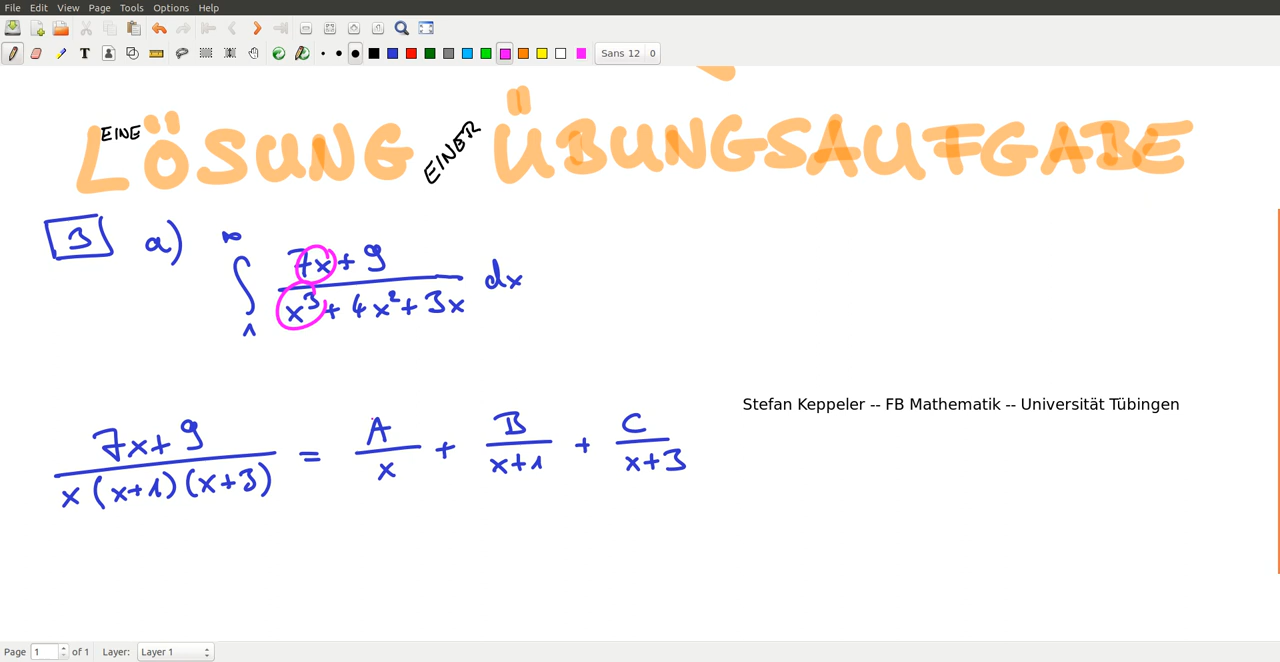 File Edit View Page Tools Options Help
T Sans 12 0
EINE LÖSUNG EINER ÜBUNGSAUFGABE
3 a) ∫₁^∞ (7x + 9)/(x³ + 4x² + 3x) dx
Stefan Keppeler -- FB Mathematik -- Universität Tübingen
(7x + 9)/(x(x+1)(x+3)) = A/x + B/(x+1) + C/(x+3)
Page 1 of 1 Layer: Layer 1